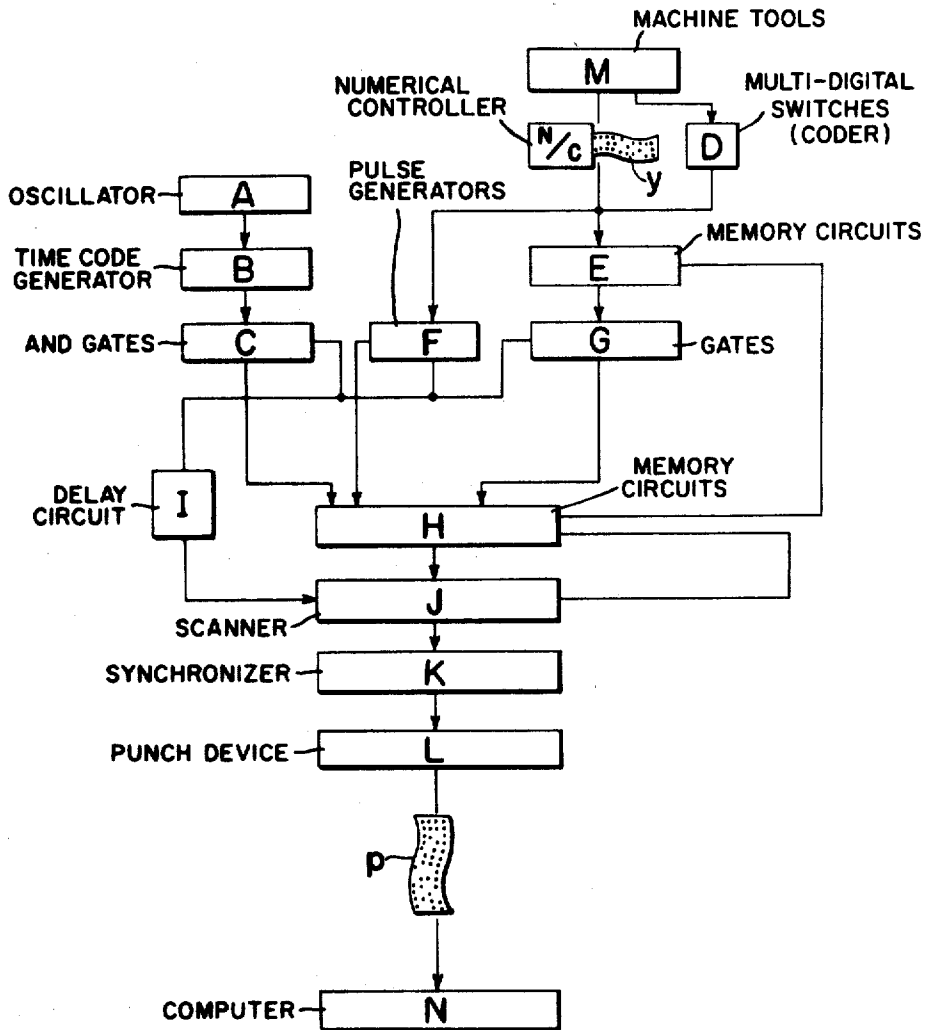 MACHINE TOOLS
M
NUMERICAL
CONTROLLER
MULTI-DIGITAL
SWITCHES
(CODER)
N/C
D
y
PULSE
GENERATORS
OSCILLATOR
A
MEMORY CIRCUITS
TIME CODE
GENERATOR
B
E
AND GATES
C
F
G
GATES
DELAY
CIRCUIT
I
MEMORY
CIRCUITS
H
J
SCANNER
SYNCHRONIZER
K
PUNCH DEVICE
L
p
COMPUTER
N